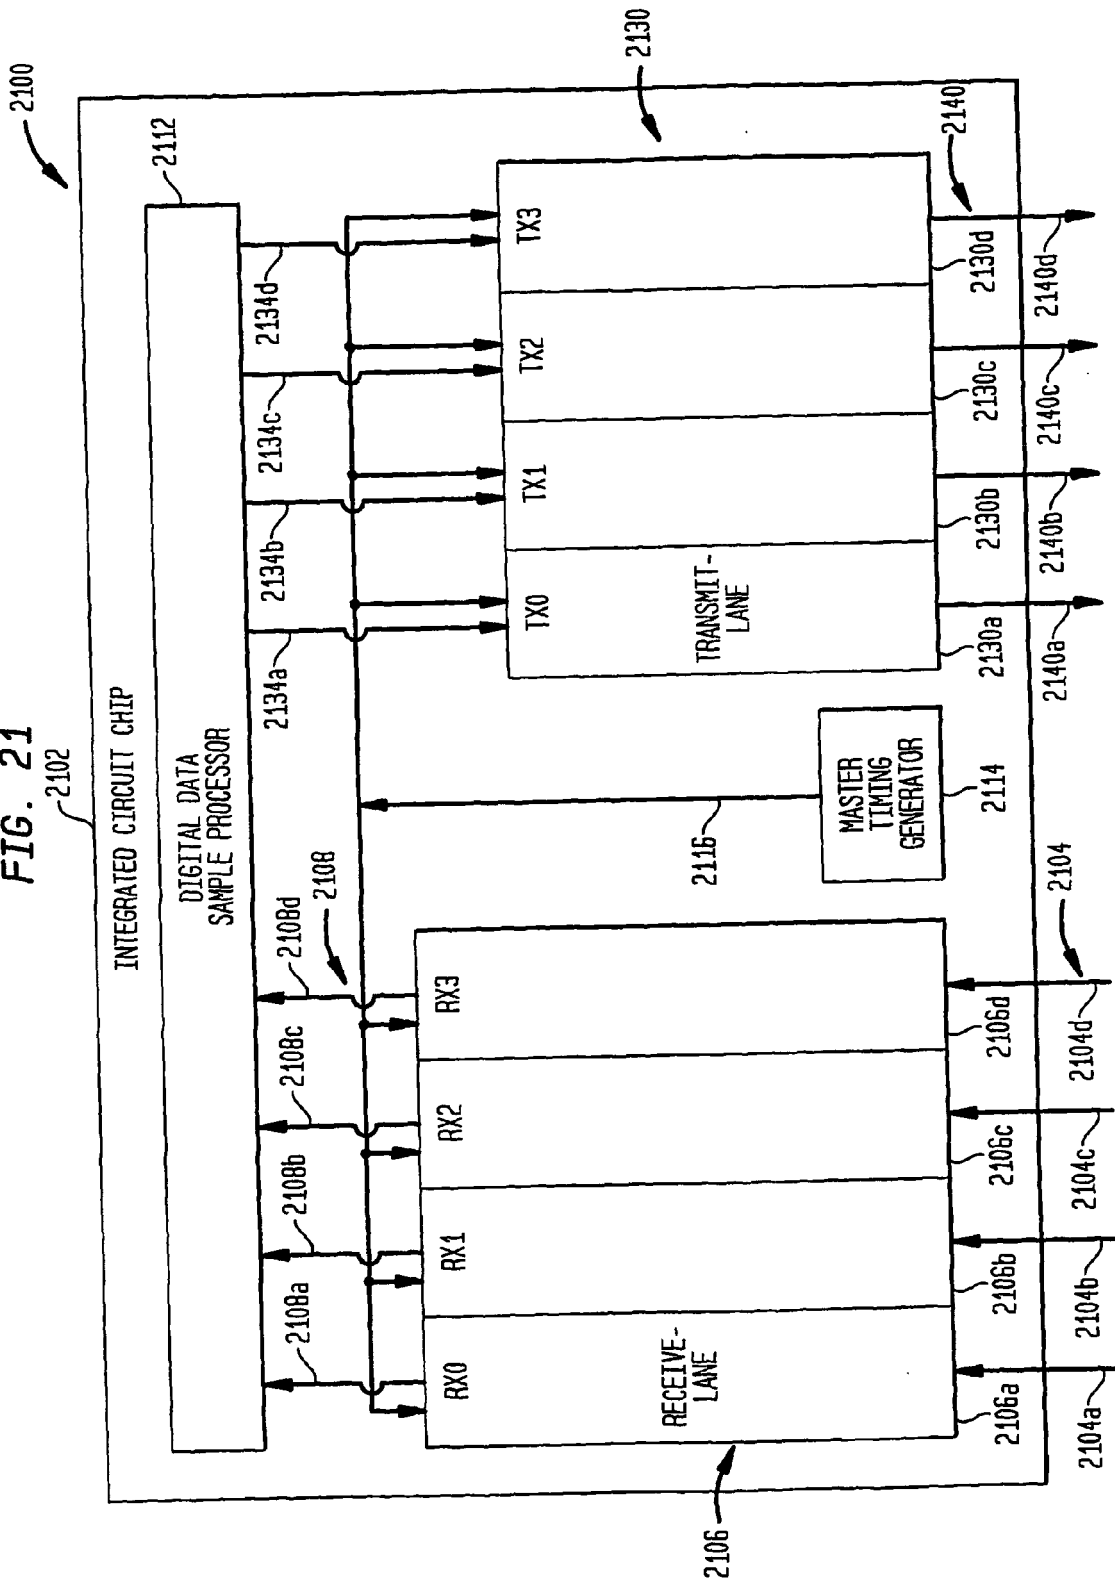 FIG. 21
2100
2102
INTEGRATED CIRCUIT CHIP
2112
DIGITAL DATA
SAMPLE PROCESSOR
2108a
2108b
2108c
2108d
2108
2134a
2134b
2134c
2134d
2130
RX0
RX1
RX2
RX3
TX0
TX1
TX2
TX3
RECEIVE-
LANE
TRANSMIT-
LANE
2116
MASTER
TIMING
GENERATOR
2114
2106
2106a
2106b
2106c
2106d
2130a
2130b
2130c
2130d
2104
2140
2104a
2104b
2104c
2104d
2140a
2140b
2140c
2140d